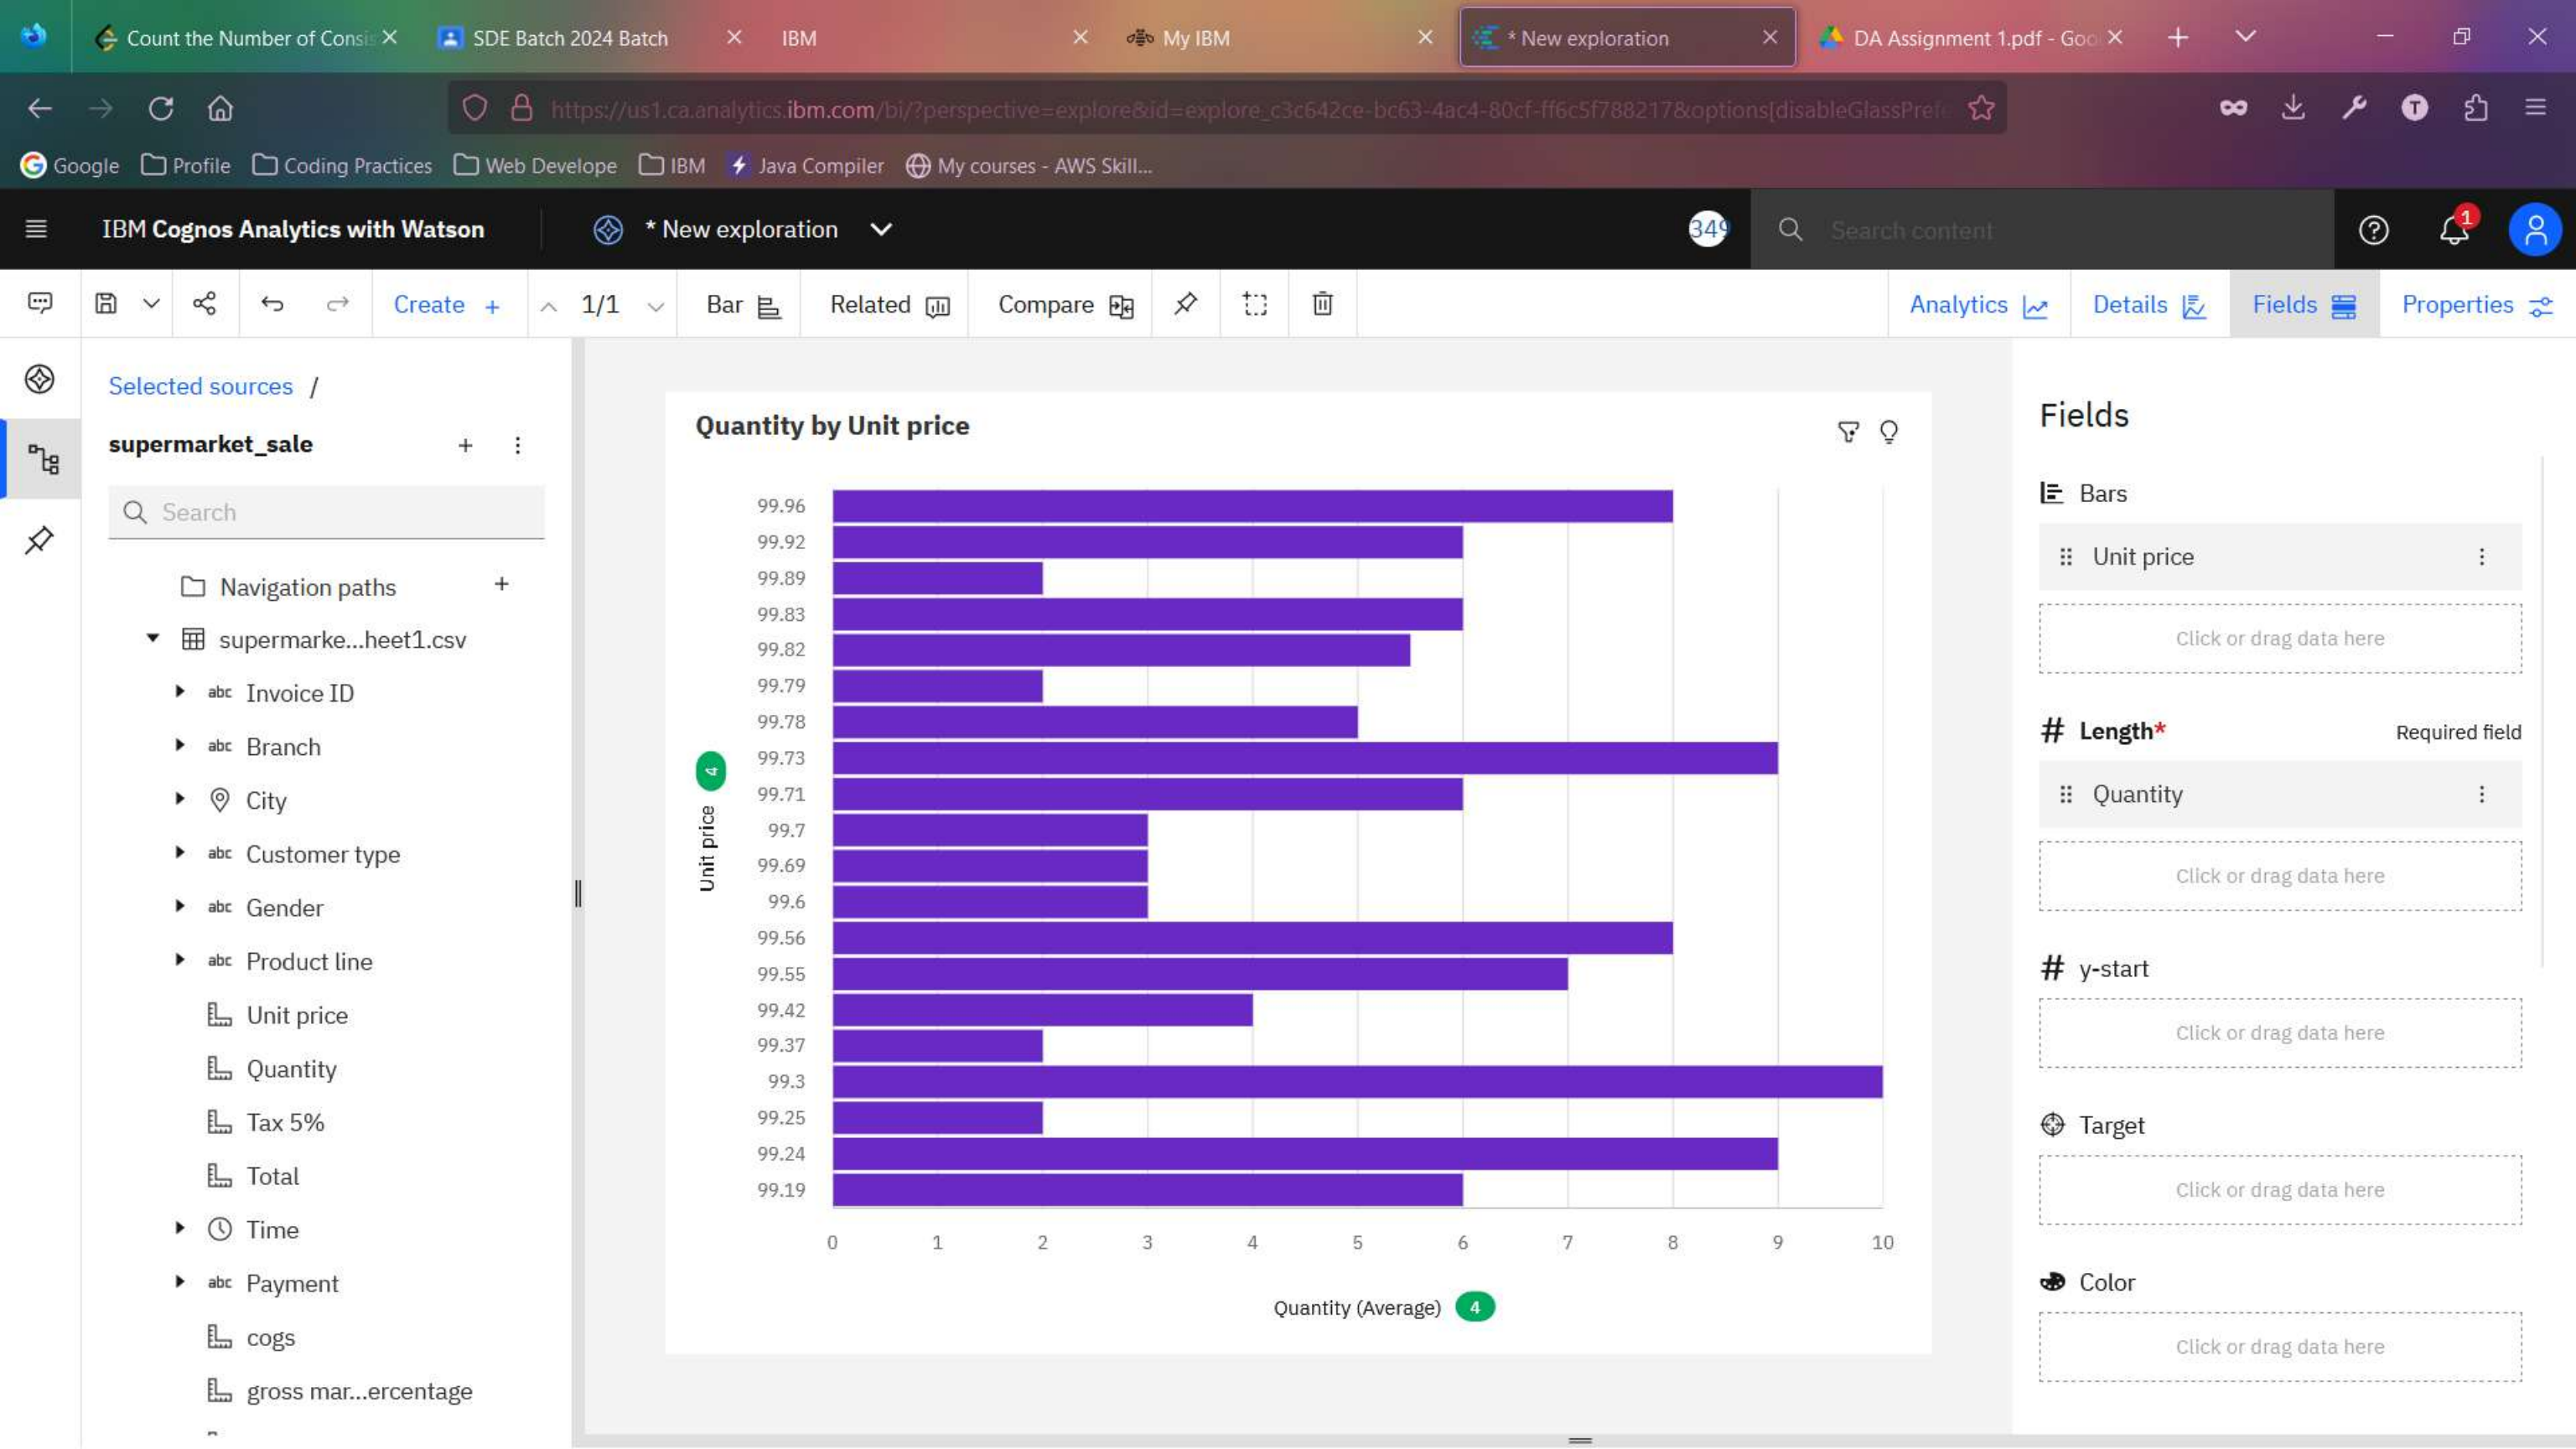 Count the Number of Consis
SDE Batch 2024 Batch
IBM
My IBM
* New exploration
DA Assignment 1.pdf - Goo
https://us1.ca.analytics.ibm.com/bi/?perspective=explore&id=explore_c3c642ce-bc63-4ac4-80cf-ff6c5f788217&options[disableGlassPref
T
Google
Profile
Coding Practices
Web Develope
IBM
Java Compiler
My courses - AWS Skill...
IBM Cognos Analytics with Watson
* New exploration
349
Search content
1
Create +
1/1
Bar
Related
Compare
Analytics
Details
Fields
Properties
Selected sources /
supermarket_sale
Search
Navigation paths
supermarke...heet1.csv
abc Invoice ID
abc Branch
City
abc Customer type
abc Gender
abc Product line
Unit price
Quantity
Tax 5%
Total
Time
abc Payment
cogs
gross mar...ercentage
Quantity by Unit price
Unit price 4
99.96
99.92
99.89
99.83
99.82
99.79
99.78
99.73
99.71
99.7
99.69
99.6
99.56
99.55
99.42
99.37
99.3
99.25
99.24
99.19
0 1 2 3 4 5 6 7 8 9 10
Quantity (Average) 4
Fields
Bars
Unit price
Click or drag data here
# Length* Required field
Quantity
Click or drag data here
# y-start
Click or drag data here
Target
Click or drag data here
Color
Click or drag data here